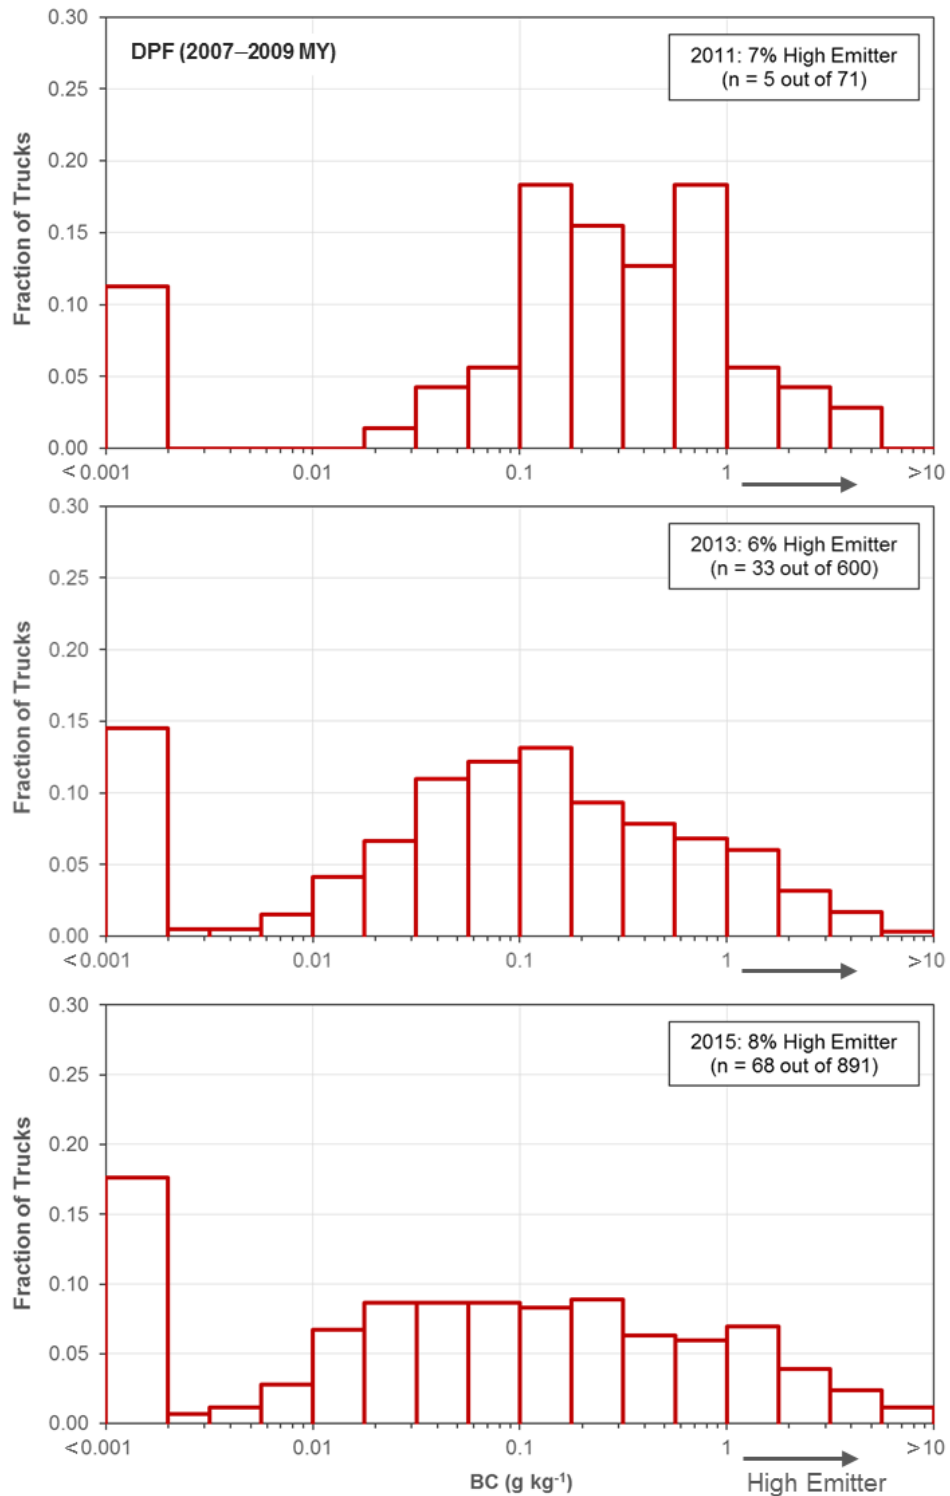 DPF (2007–2009 MY)
2011: 7% High Emitter
(n = 5 out of 71)
Fraction of Trucks
0.30
0.25
0.20
0.15
0.10
0.05
0.00
<0.001 0.01 0.1 1 >10
2013: 6% High Emitter
(n = 33 out of 600)
Fraction of Trucks
0.30
0.25
0.20
0.15
0.10
0.05
0.00
<0.001 0.01 0.1 1 >10
2015: 8% High Emitter
(n = 68 out of 891)
Fraction of Trucks
0.30
0.25
0.20
0.15
0.10
0.05
0.00
<0.001 0.01 0.1 1 >10
BC (g kg⁻¹)
High Emitter